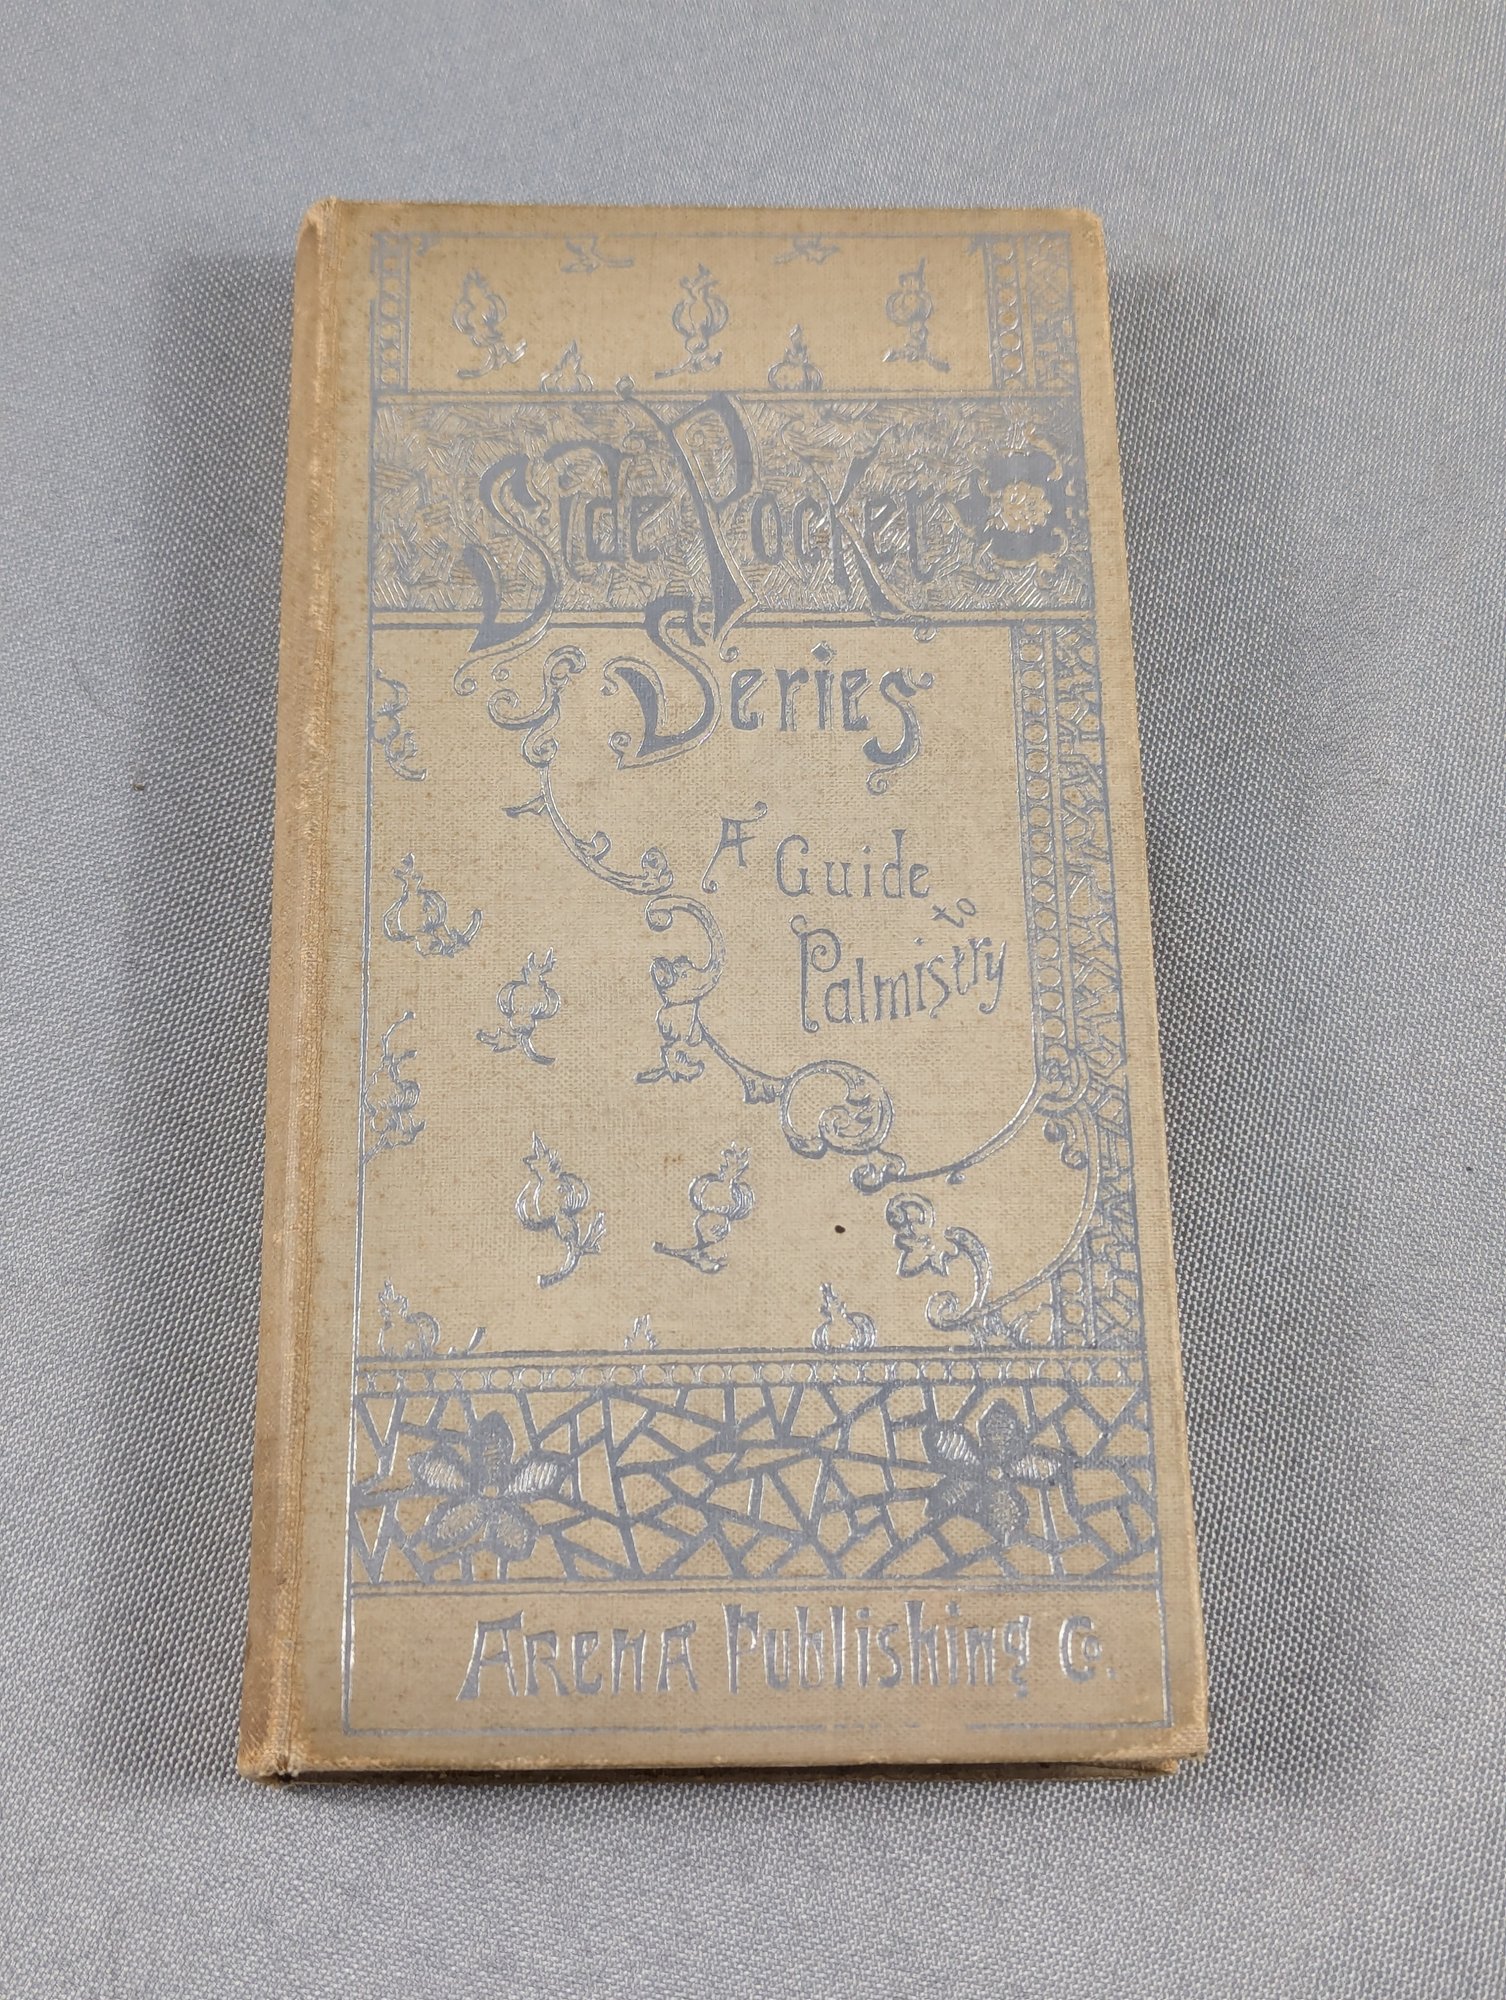 Side Pocket
Series
A Guide
to
Palmistry
Arena Publishing Co.